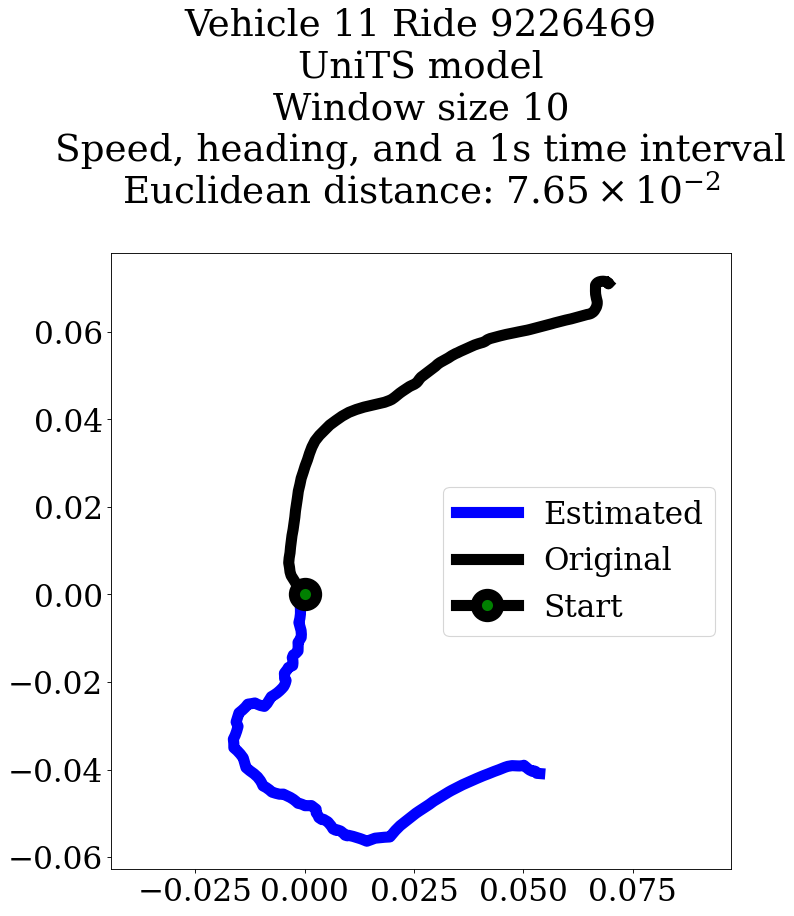 Vehicle 11 Ride 9226469
UniTS model
Window size 10
Speed, heading, and a 1s time interval
Euclidean distance: 7.65 × 10⁻²
0.06
0.04
0.02
0.00
−0.02
−0.04
−0.06
Estimated
Original
Start
−0.025 0.000 0.025 0.050 0.075